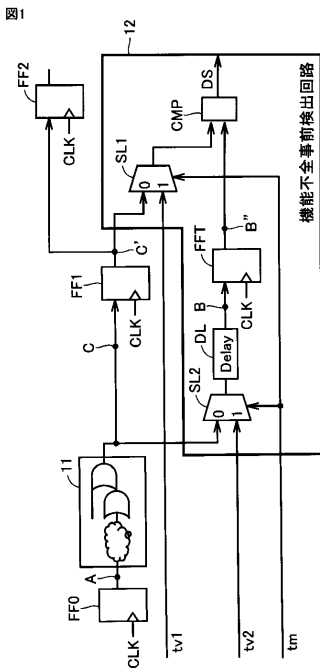 図1
12
FF2
CLK
DS
CMP
SL1
0
1
C'
B"
FF1
CLK
FFT
CLK
C
B
DL
Delay
SL2
0
1
11
A
FF0
CLK
tv1
tv2
tm
機能不全事前検出回路